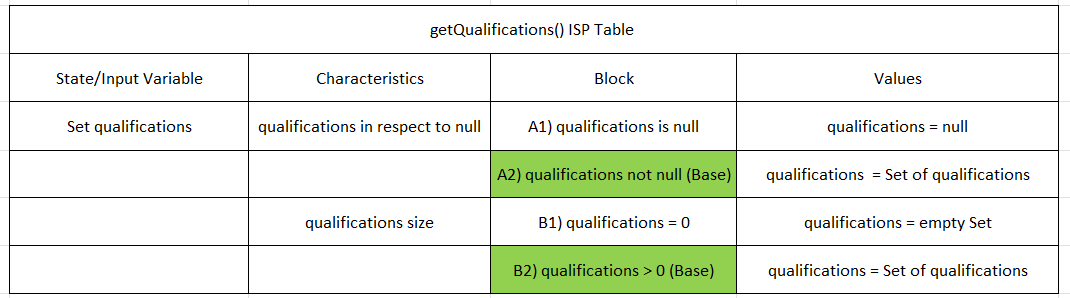 getQualifications() ISP Table
State/Input Variable Characteristics Block Values
Set qualifications qualifications in respect to null A1) qualifications is null qualifications = null
A2) qualifications not null (Base) qualifications = Set of qualifications
qualifications size B1) qualifications = 0 qualifications = empty Set
B2) qualifications > 0 (Base) qualifications = Set of qualifications